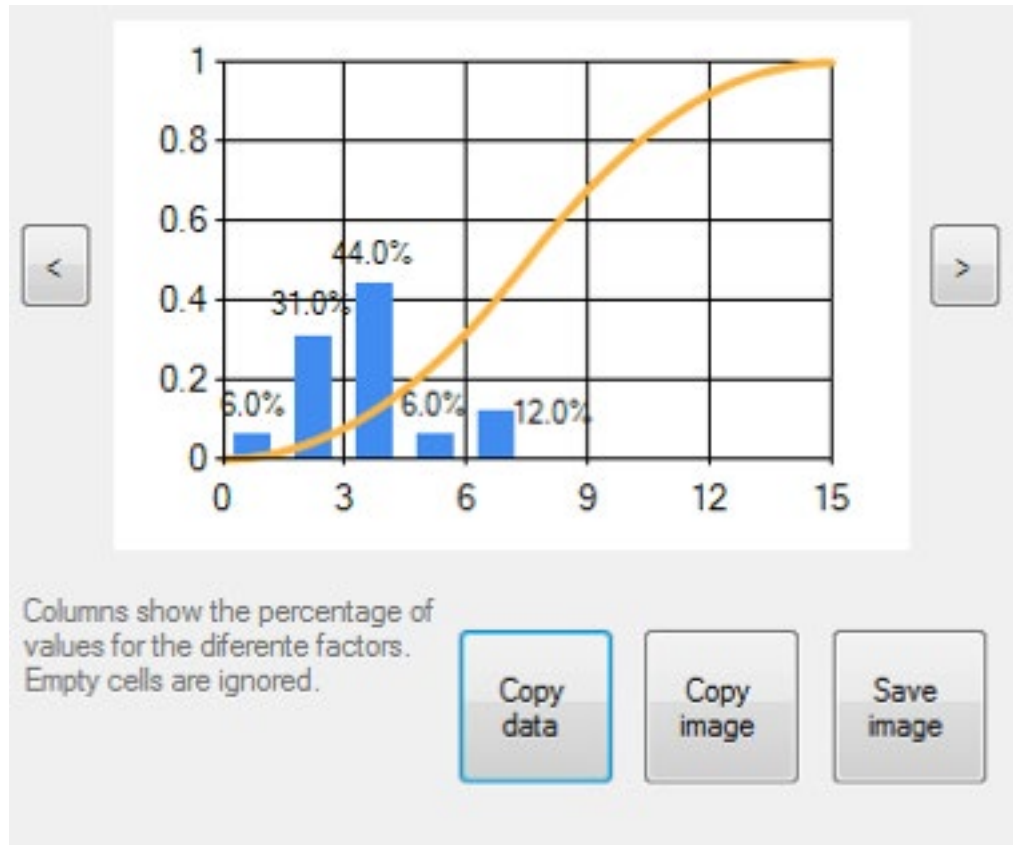 1
0.8
0.6
0.4
0.2
0
44.0%
31.0%
6.0%
6.0%
12.0%
0 3 6 9 12 15
<
>
Columns show the percentage of
values for the diferente factors.
Empty cells are ignored.
Copy
data
Copy
image
Save
image